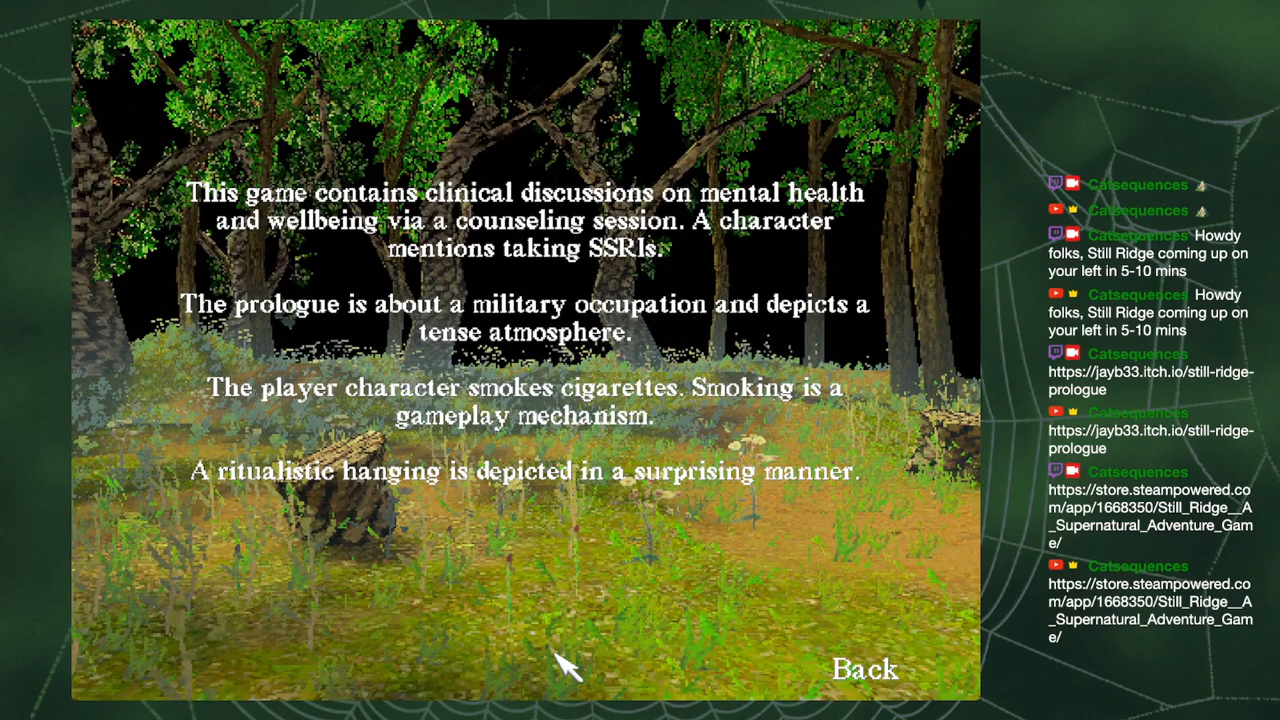 This game contains clinical discussions on mental health
and wellbeing via a counseling session. A character
mentions taking SSRIs.
The prologue is about a military occupation and depicts a
tense atmosphere.
The player character smokes cigarettes. Smoking is a
gameplay mechanism.
A ritualistic hanging is depicted in a surprising manner.
Back
Catsequences
Catsequences
Catsequences Howdy
folks, Still Ridge coming up on
your left in 5-10 mins
Catsequences Howdy
folks, Still Ridge coming up on
your left in 5-10 mins
Catsequences
https://jayb33.itch.io/still-ridge-
prologue
Catsequences
https://jayb33.itch.io/still-ridge-
prologue
Catsequences
https://store.steampowered.co
m/app/1668350/Still_Ridge__A
_Supernatural_Adventure_Gam
e/
Catsequences
https://store.steampowered.co
m/app/1668350/Still_Ridge__A
_Supernatural_Adventure_Gam
e/